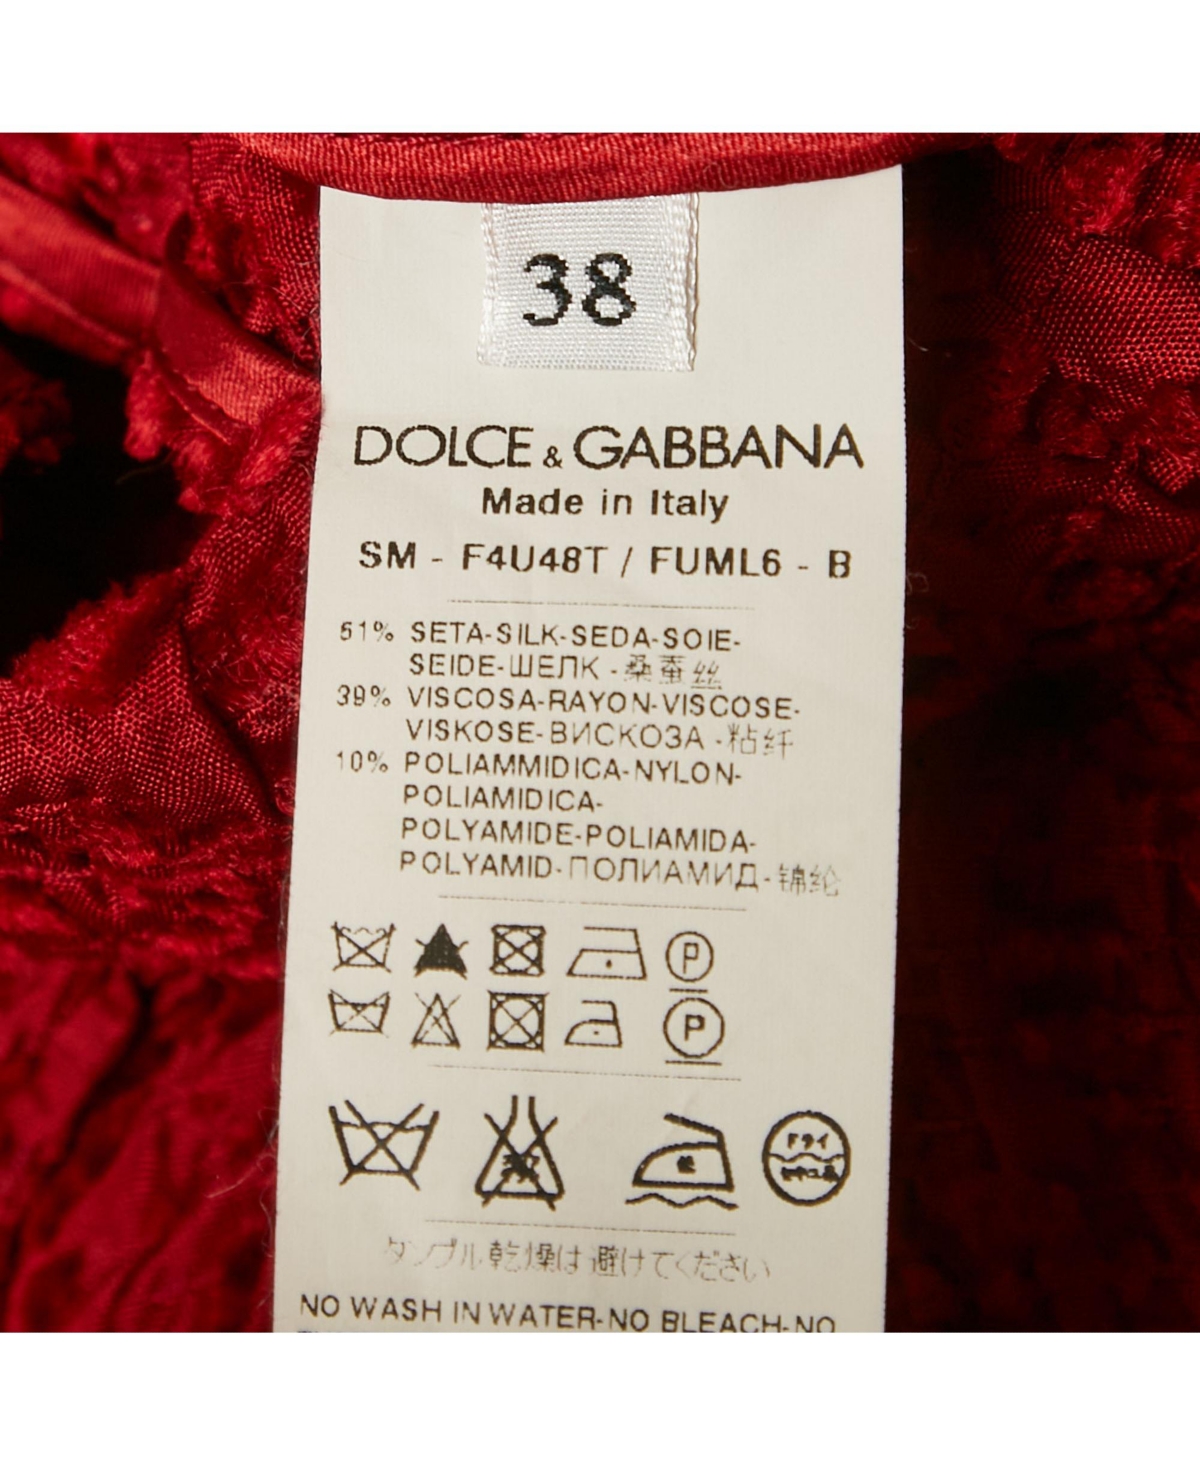 38
DOLCE & GABBANA
Made in Italy
SM - F4U48T / FUML6 - B
51% SETA-SILK-SEDA-SOIE-
SEIDE-ШЕЛК -桑蚕丝
39% VISCOSA-RAYON-VISCOSE-
VISKOSE-ВИСКОЗА -粘纤
10% POLIAMMIDICA-NYLON-
POLIAMIDICA-
POLYAMIDE-POLIAMIDA-
POLYAMID-ПОЛИАМИД-锦纶
P
P
ドライ
タンブル乾燥は避けてください
NO WASH IN WATER-NO BLEACH-NO